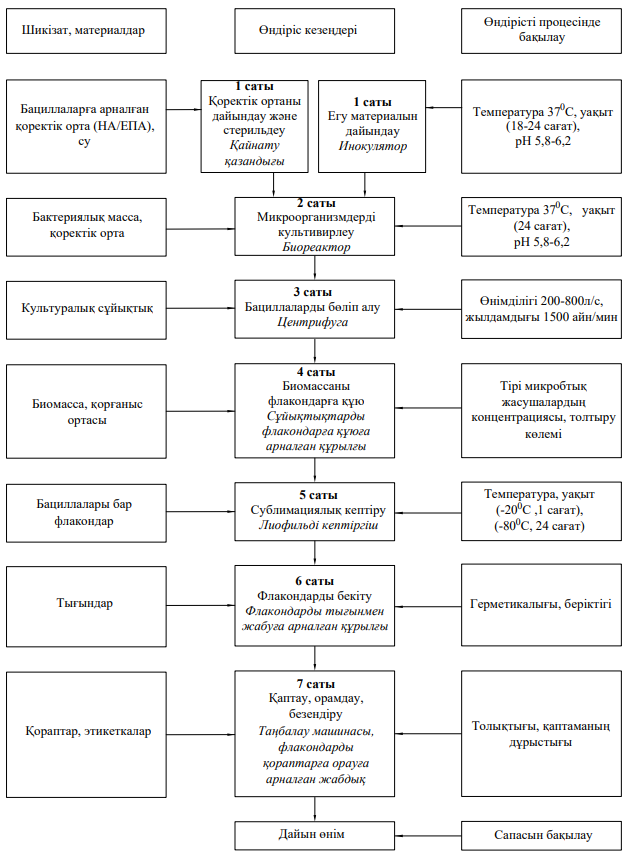 Шикізат, материалдар
Өндіріс кезеңдері
Өндірісті процесінде
бақылау
Бациллаларға арналған
қоректік орта (НА/ЕПА),
су
1 саты
Қоректік ортаны
дайындау және
стерильдеу
Қайнату
қазандығы
1 саты
Егу материалын
дайындау
Инокулятор
Температура 37⁰С, уақыт
(18-24 сағат),
рН 5,8-6,2
Бактериялық масса,
қоректік орта
2 саты
Микроорганизмдерді
культивирлеу
Биореактор
Температура 37⁰С, уақыт
(24 сағат),
рН 5,8-6,2
Культуралық сұйықтық
3 саты
Бациллаларды бөліп алу
Центрифуга
Өнімділігі 200-800л/с,
жылдамдығы 1500 айн/мин
Биомасса, қорғаныс
ортасы
4 саты
Биомассаны
флакондарға құю
Сұйықтықтарды
флакондарға құюға
арналған құрылғы
Тірі микробтық
жасушалардың
концентрациясы, толтыру
көлемі
Бациллалары бар
флакондар
5 саты
Сублимациялық кептіру
Лиофильді кептіргіш
Температура, уақыт
(-20⁰С ,1 сағат),
(-80⁰С, 24 сағат)
Тығындар
6 саты
Флакондарды бекіту
Флакондарды тығынмен
жабуға арналған құрылғы
Герметикалығы, беріктігі
Қораптар, этикеткалар
7 саты
Қаптау, орамдау,
безендіру
Таңбалау машинасы,
флакондарды
қораптарға орауға
арналған жабдық
Толықтығы, қаптаманың
дұрыстығы
Дайын өнім
Сапасын бақылау